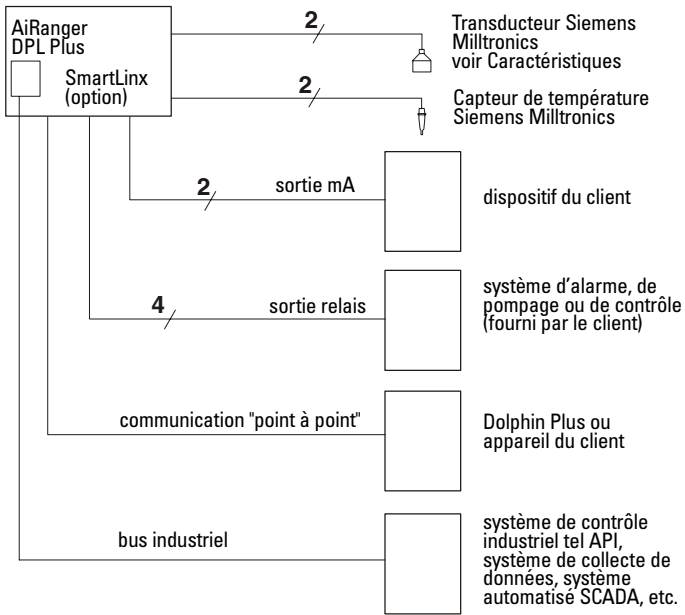 AiRanger
DPL Plus
SmartLinx
(option)
2
Transducteur Siemens
Milltronics
voir Caractéristiques
2
Capteur de température
Siemens Milltronics
2
sortie mA
dispositif du client
4
sortie relais
système d'alarme, de
pompage ou de contrôle
(fourni par le client)
communication "point à point"
Dolphin Plus ou
appareil du client
bus industriel
système de contrôle
industriel tel API,
système de collecte de
données, système
automatisé SCADA, etc.